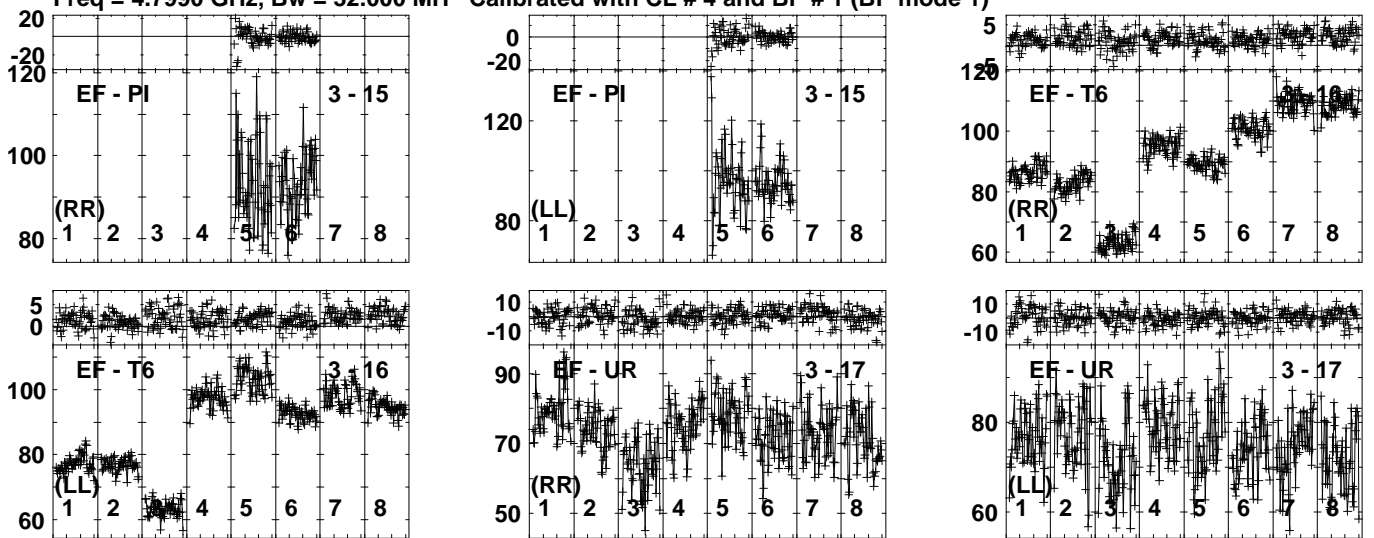 Freq = 4.7990 GHz, Bw = 32.000 MH Calibrated with CL # 4 and BP # 1 (BP mode 1)
20
-20
120
100
80
EF - PI
3 - 15
(RR)
1 2 3 4 5 6 7 8
0
-20
120
80
EF - PI
3 - 15
(LL)
1 2 3 4 5 6 7 8
5
-5
120
100
80
60
EF - T6
3 - 16
(RR)
1 2 3 4 5 6 7 8
5
0
100
80
60
EF - T6
3 - 16
(LL)
1 2 3 4 5 6 7 8
10
-10
90
70
50
EF - UR
3 - 17
(RR)
1 2 3 4 5 6 7 8
10
-10
80
60
EF - UR
3 - 17
(LL)
1 2 3 4 5 6 7 8